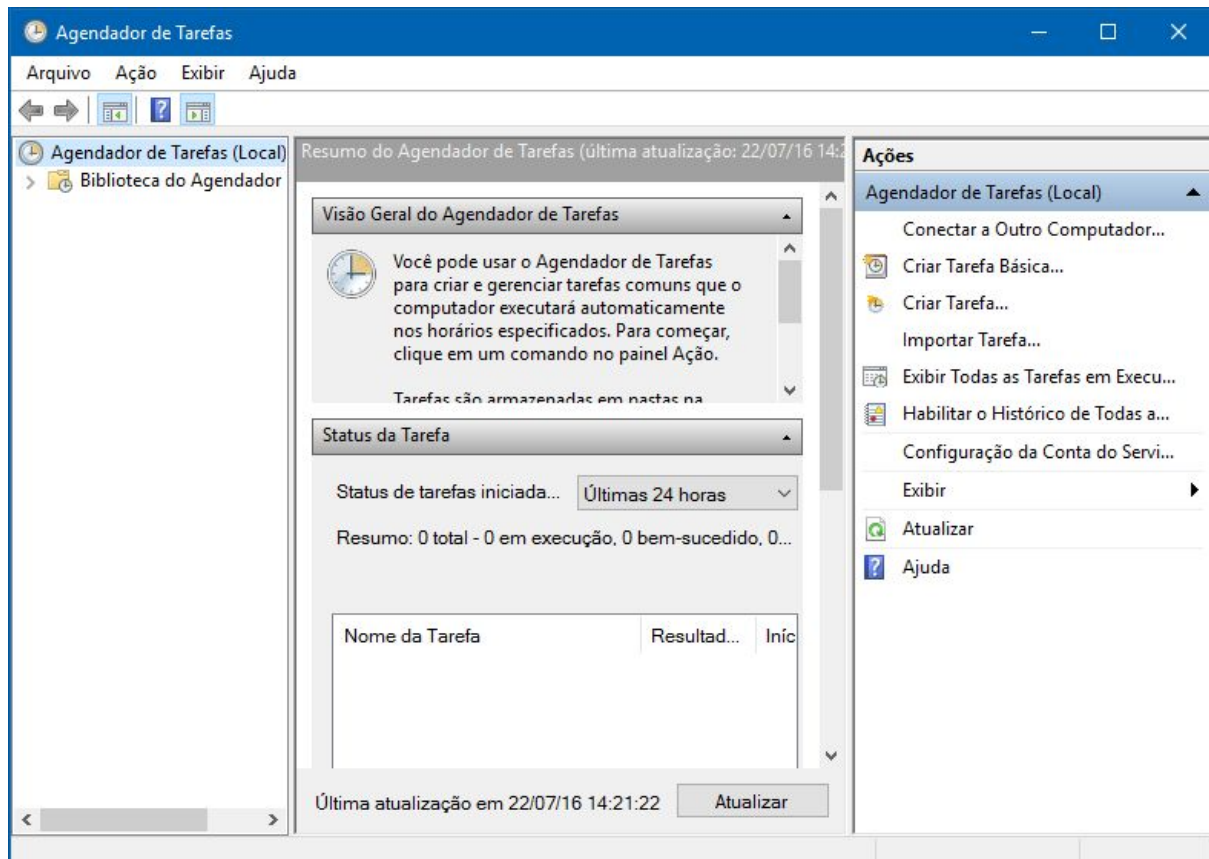 Agendador de Tarefas
Arquivo Ação Exibir Ajuda
Agendador de Tarefas (Local)
Biblioteca do Agendador
Resumo do Agendador de Tarefas (última atualização: 22/07/16 14:2
Visão Geral do Agendador de Tarefas
Você pode usar o Agendador de Tarefas
para criar e gerenciar tarefas comuns que o
computador executará automaticamente
nos horários especificados. Para começar,
clique em um comando no painel Ação.
Tarefas são armazenadas em pastas na
Status da Tarefa
Status de tarefas iniciada... Últimas 24 horas
Resumo: 0 total - 0 em execução, 0 bem-sucedido, 0...
Nome da Tarefa Resultad... Iníc
Última atualização em 22/07/16 14:21:22 Atualizar
Ações
Agendador de Tarefas (Local)
Conectar a Outro Computador...
Criar Tarefa Básica...
Criar Tarefa...
Importar Tarefa...
Exibir Todas as Tarefas em Execu...
Habilitar o Histórico de Todas a...
Configuração da Conta do Servi...
Exibir
Atualizar
Ajuda